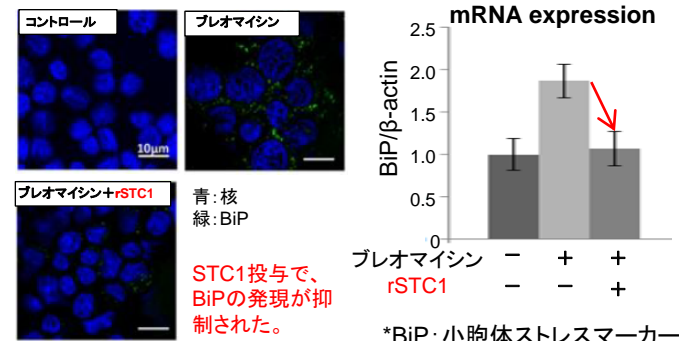 コントロール
ブレオマイシン
10μm
ブレオマイシン+rSTC1
青:核
緑:BiP
STC1投与で、
BiPの発現が抑
制された。
mRNA expression
BiP/β-actin
2.5
2.0
1.5
1.0
0.5
0
ブレオマイシン − + +
rSTC1 − − +
*BiP:小胞体ストレスマーカー